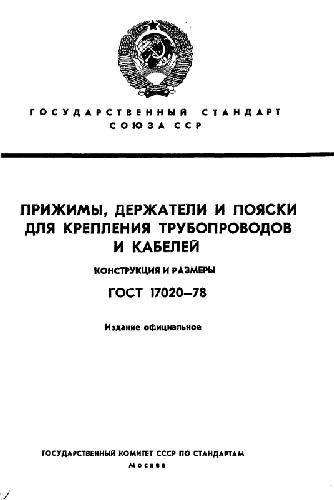 ГОСУДАРСТВЕННЫЙ СТАНДАРТ
СОЮЗА ССР
ПРИЖИМЫ, ДЕРЖАТЕЛИ И ПОЯСКИ
ДЛЯ КРЕПЛЕНИЯ ТРУБОПРОВОДОВ
И КАБЕЛЕЙ
КОНСТРУКЦИЯ И РАЗМЕРЫ
ГОСТ 17020—78
Издание официальное
ГОСУДАРСТВЕННЫЙ КОМИТЕТ СССР ПО СТАНДАРТАМ
Москва